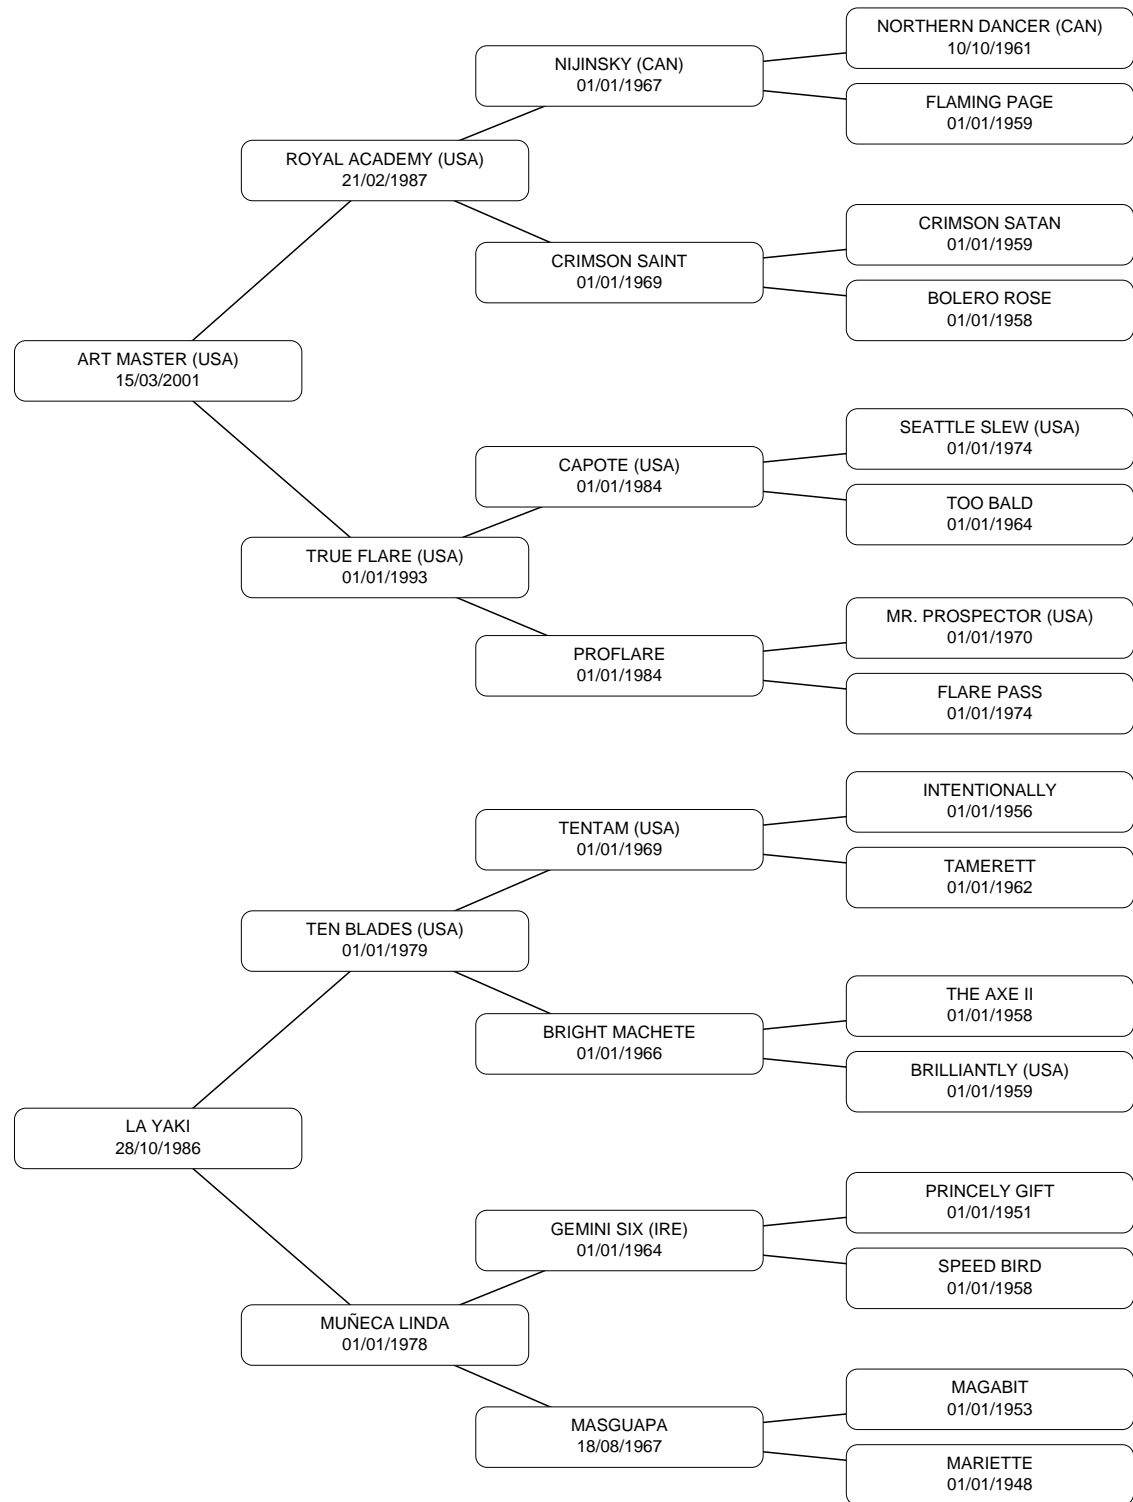 NORTHERN DANCER (CAN)
10/10/1961
NIJINSKY (CAN)
01/01/1967
FLAMING PAGE
01/01/1959
ROYAL ACADEMY (USA)
21/02/1987
CRIMSON SATAN
01/01/1959
CRIMSON SAINT
01/01/1969
BOLERO ROSE
01/01/1958
ART MASTER (USA)
15/03/2001
SEATTLE SLEW (USA)
01/01/1974
CAPOTE (USA)
01/01/1984
TOO BALD
01/01/1964
TRUE FLARE (USA)
01/01/1993
MR. PROSPECTOR (USA)
01/01/1970
PROFLARE
01/01/1984
FLARE PASS
01/01/1974
INTENTIONALLY
01/01/1956
TENTAM (USA)
01/01/1969
TAMERETT
01/01/1962
TEN BLADES (USA)
01/01/1979
THE AXE II
01/01/1958
BRIGHT MACHETE
01/01/1966
BRILLIANTLY (USA)
01/01/1959
LA YAKI
28/10/1986
PRINCELY GIFT
01/01/1951
GEMINI SIX (IRE)
01/01/1964
SPEED BIRD
01/01/1958
MUÑECA LINDA
01/01/1978
MAGABIT
01/01/1953
MASGUAPA
18/08/1967
MARIETTE
01/01/1948